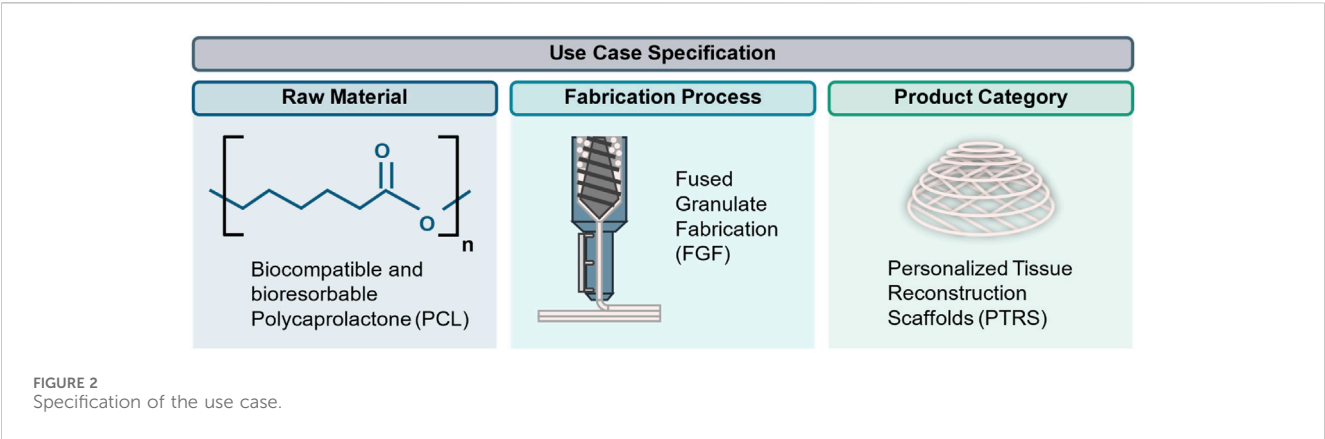 Use Case Specification
Raw Material
Fabrication Process
Product Category
O
O
n
Biocompatible and
bioresorbable
Polycaprolactone (PCL)
Fused
Granulate
Fabrication
(FGF)
Personalized Tissue
Reconstruction
Scaffolds (PTRS)
FIGURE 2
Specification of the use case.